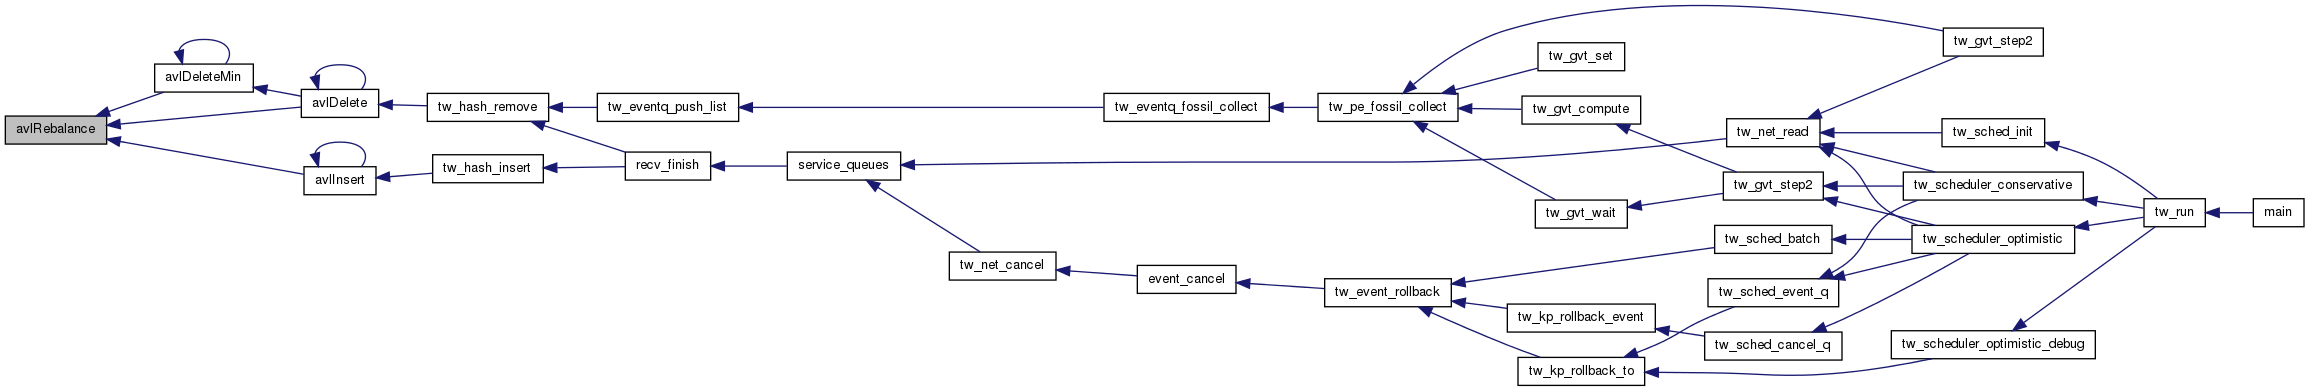 avlRebalance
avlDeleteMin
avlDelete
avlInsert
tw_hash_remove
tw_hash_insert
tw_eventq_push_list
recv_finish
service_queues
tw_net_cancel
tw_eventq_fossil_collect
event_cancel
tw_pe_fossil_collect
tw_event_rollback
tw_gvt_set
tw_gvt_compute
tw_gvt_wait
tw_kp_rollback_event
tw_kp_rollback_to
tw_net_read
tw_gvt_step2
tw_sched_batch
tw_sched_event_q
tw_sched_cancel_q
tw_gvt_step2
tw_sched_init
tw_scheduler_conservative
tw_scheduler_optimistic
tw_scheduler_optimistic_debug
tw_run
main